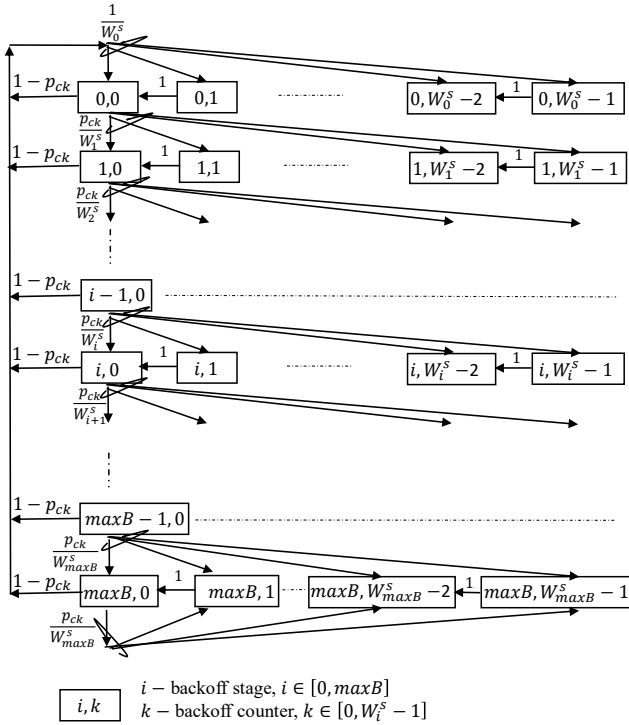 1/W_0^s
1 − p_ck
0,0
1
0,1
0, W_0^s − 2
1
0, W_0^s − 1
p_ck/W_1^s
1 − p_ck
1,0
1
1,1
1, W_1^s − 2
1
1, W_1^s − 1
p_ck/W_2^s
1 − p_ck
i − 1, 0
p_ck/W_i^s
1 − p_ck
i, 0
1
i, 1
i, W_i^s − 2
1
i, W_i^s − 1
p_ck/W_{i+1}^s
1 − p_ck
maxB − 1, 0
p_ck/W_maxB^s
1 − p_ck
maxB, 0
1
maxB, 1
maxB, W_maxB^s − 2
1
maxB, W_maxB^s − 1
p_ck/W_maxB^s
i, k
i − backoff stage, i ∈ [0, maxB]
k − backoff counter, k ∈ [0, W_i^s − 1]